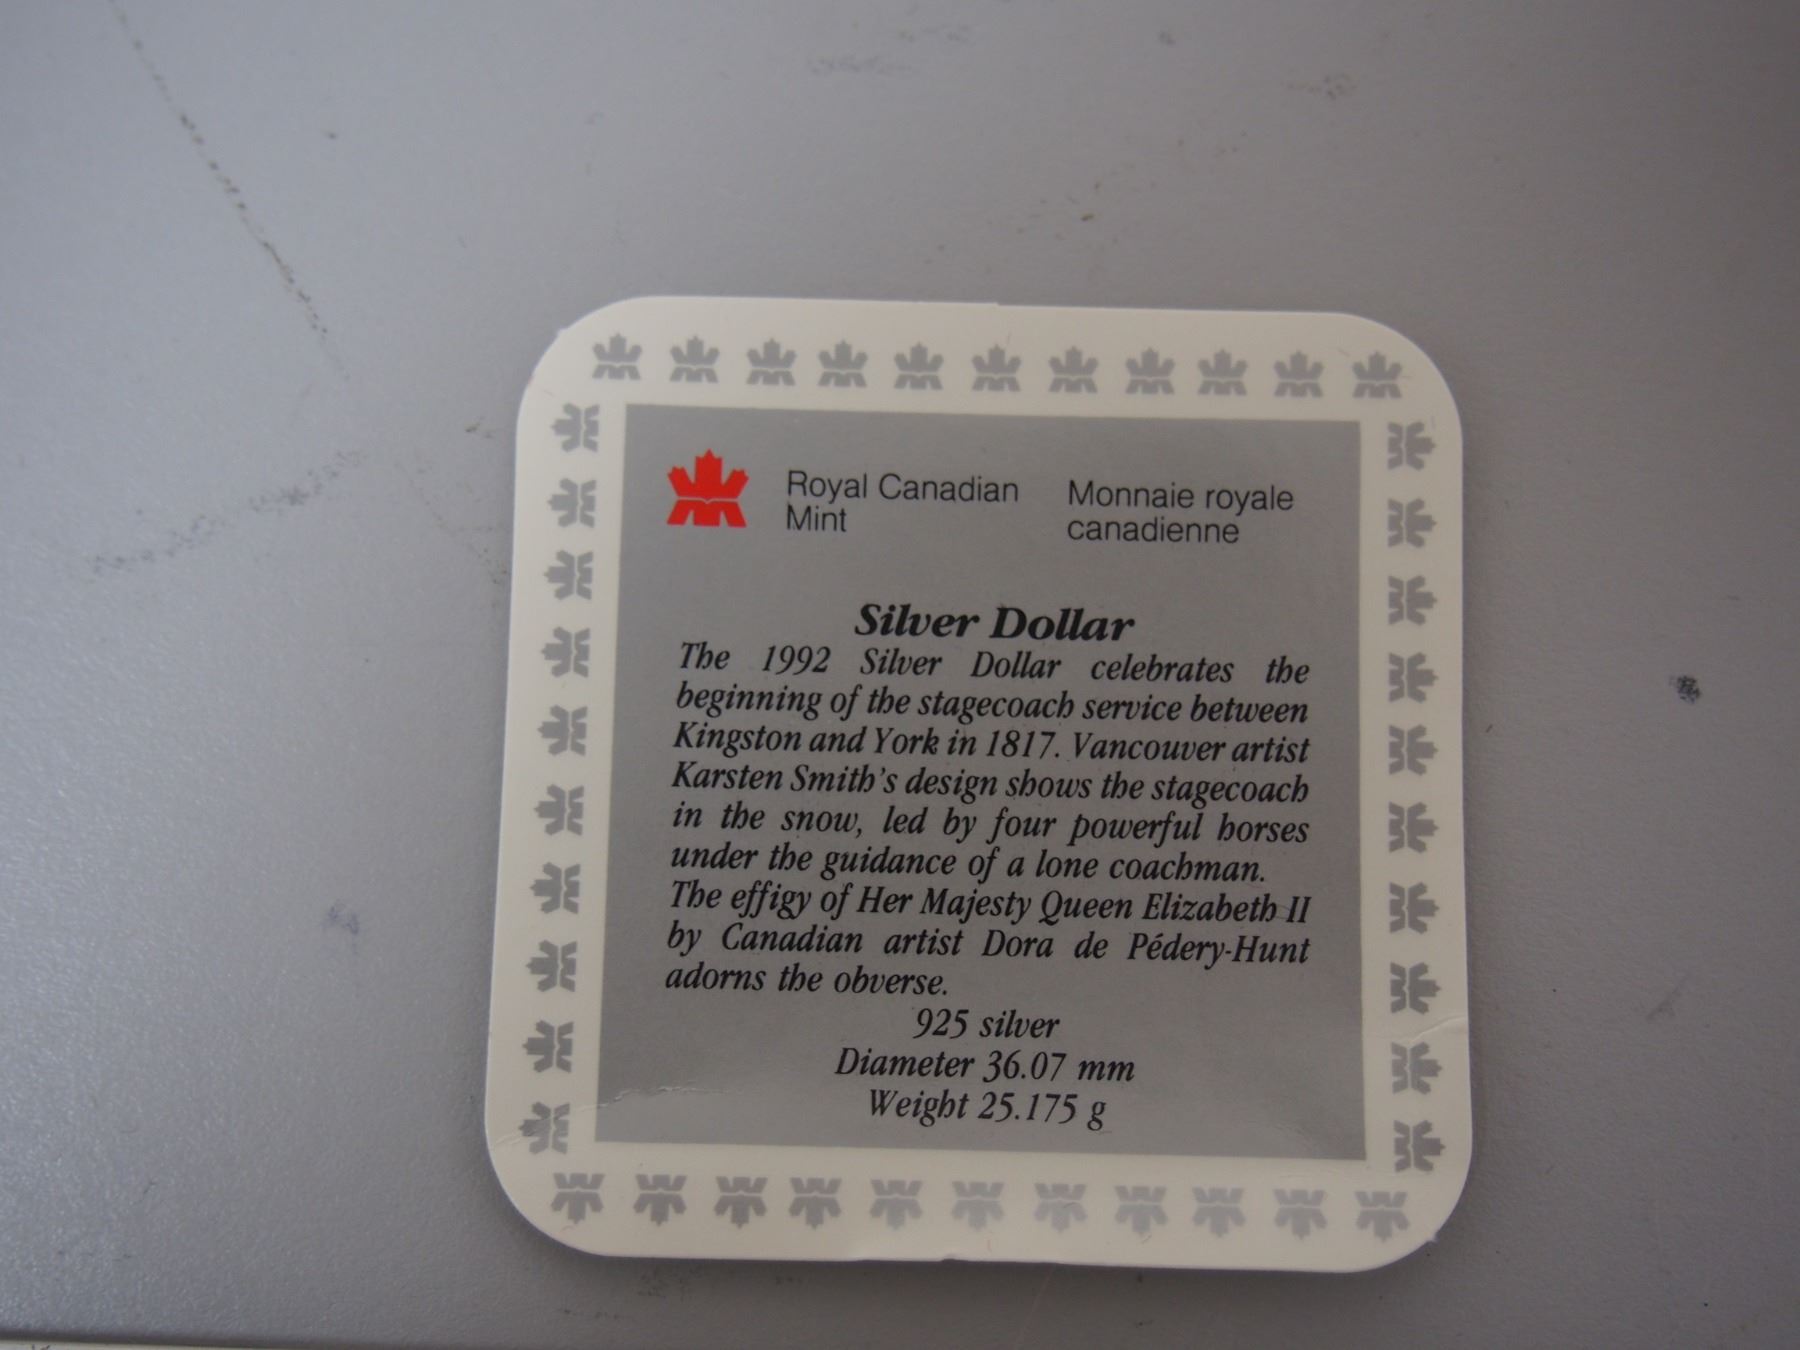 Royal Canadian
Mint
Monnaie royale
canadienne
Silver Dollar
The 1992 Silver Dollar celebrates the
beginning of the stagecoach service between
Kingston and York in 1817. Vancouver artist
Karsten Smith's design shows the stagecoach
in the snow, led by four powerful horses
under the guidance of a lone coachman.
The effigy of Her Majesty Queen Elizabeth II
by Canadian artist Dora de Pédery-Hunt
adorns the obverse.
925 silver
Diameter 36.07 mm
Weight 25.175 g